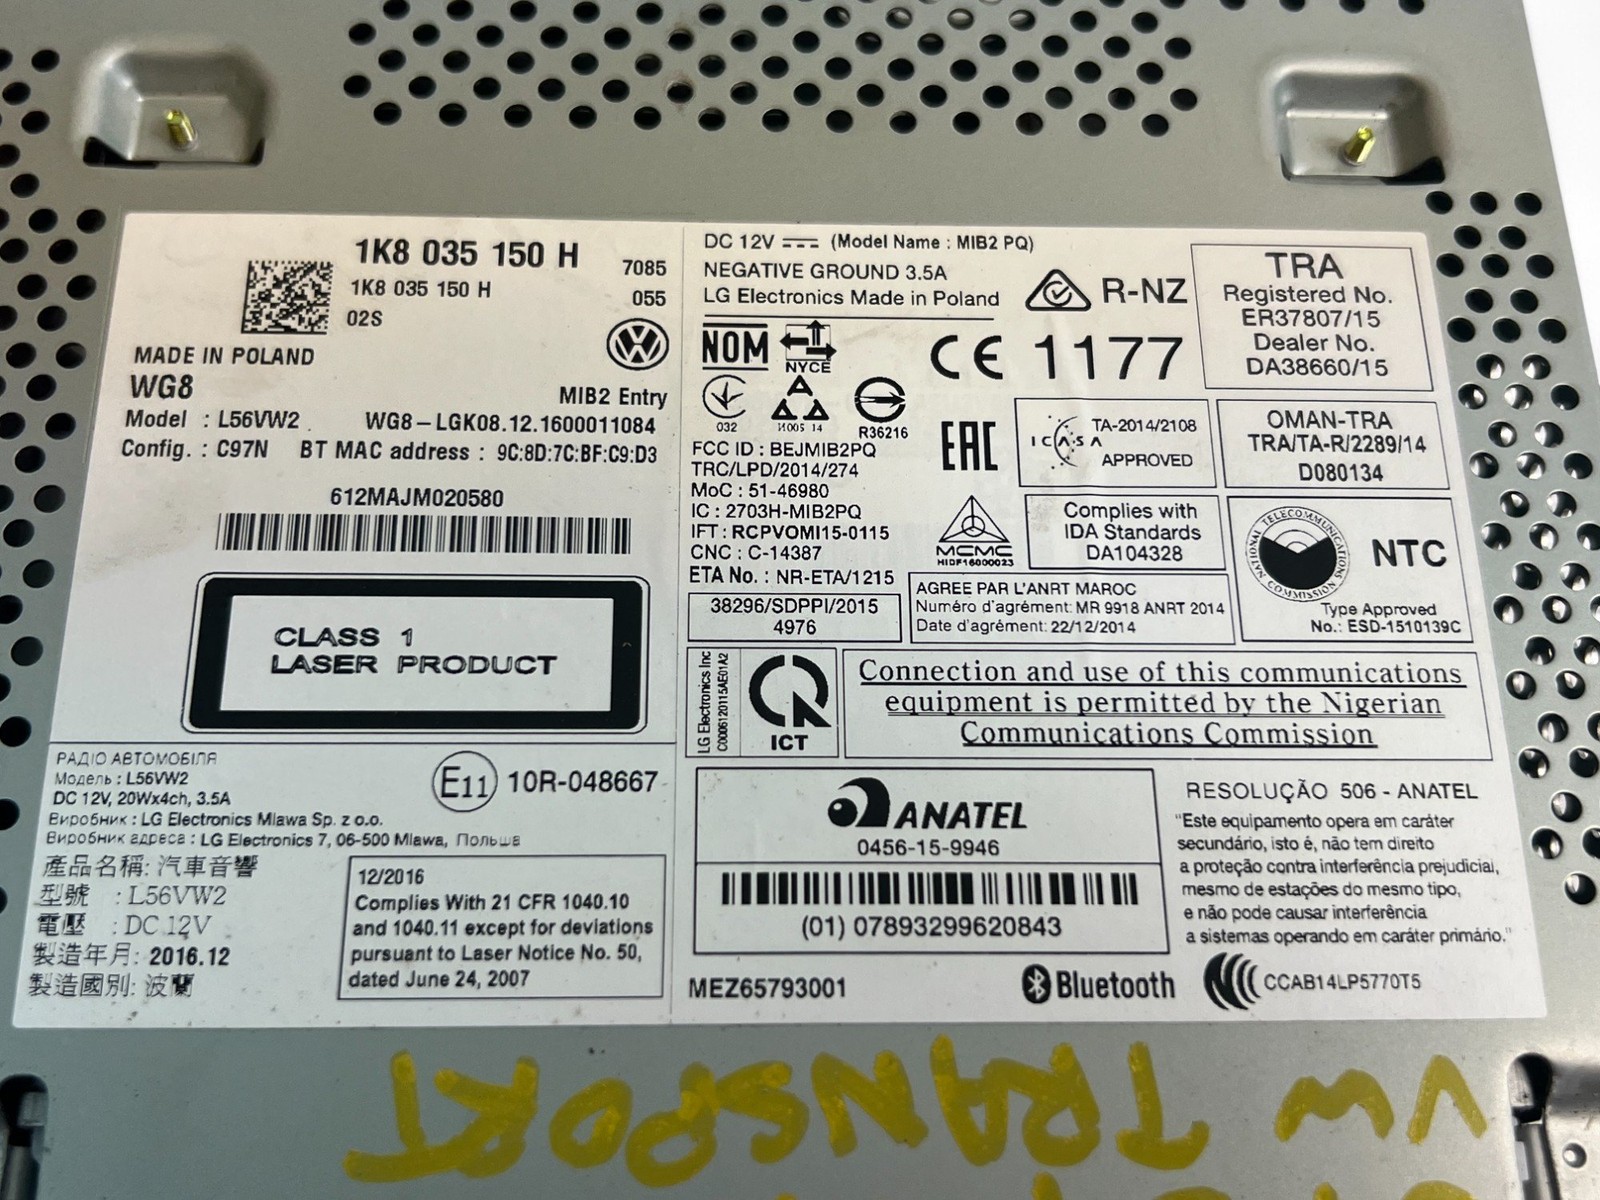 1K8 035 150 H
1K8 035 150 H
02S
7085
055
MADE IN POLAND
WG8
MIB2 Entry
Model : L56VW2
WG8-LGK08.12.1600011084
Config. : C97N
BT MAC address : 9C:8D:7C:BF:C9:D3
612MAJM020580
CLASS 1
LASER PRODUCT
РАДІО АВТОМОБІЛЯ
Модель : L56VW2
DC 12V, 20Wx4ch, 3.5A
Виробник : LG Electronics Mlawa Sp. z o.o.
Виробник адреса : LG Electronics 7, 06-500 Mlawa, Польша
E11 10R-048667
產品名稱: 汽車音響
型號 : L56VW2
電壓 : DC 12V
製造年月: 2016.12
製造國別: 波蘭
12/2016
Complies With 21 CFR 1040.10
and 1040.11 except for deviations
pursuant to Laser Notice No. 50,
dated June 24, 2007
DC 12V (Model Name : MIB2 PQ)
NEGATIVE GROUND 3.5A
LG Electronics Made in Poland
R-NZ
NOM
NYCE
CE 1177
032
R36216
FCC ID : BEJMIB2PQ
TRC/LPD/2014/274
MoC : 51-46980
IC : 2703H-MIB2PQ
IFT : RCPVOMI15-0115
CNC : C-14387
ETA No. : NR-ETA/1215
38296/SDPPI/2015
4976
EAC
ICASA
TA-2014/2108
APPROVED
MCMC
HIDF16000023
Complies with
IDA Standards
DA104328
AGREE PAR L'ANRT MAROC
Numéro d'agrément: MR 9918 ANRT 2014
Date d'agrément: 22/12/2014
TRA
Registered No.
ER37807/15
Dealer No.
DA38660/15
OMAN-TRA
TRA/TA-R/2289/14
D080134
NATIONAL TELECOMMUNICATIONS COMMISSION
NTC
Type Approved
No.: ESD-1510139C
LG Electronics Inc
C0006120115AE01A2
ICT
Connection and use of this communications
equipment is permitted by the Nigerian
Communications Commission
ANATEL
0456-15-9946
(01) 07893299620843
RESOLUÇÃO 506 - ANATEL
"Este equipamento opera em caráter
secundário, isto é, não tem direito
a proteção contra interferência prejudicial,
mesmo de estações do mesmo tipo,
e não pode causar interferência
a sistemas operando em caráter primário."
MEZ65793001
Bluetooth
CCAB14LP5770T5
VW TRANSPORT